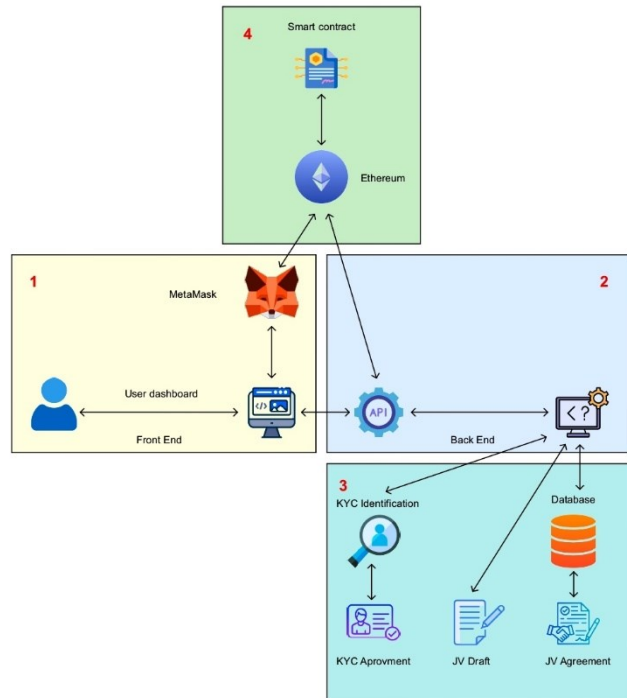 4
Smart contract
Ethereum
1
MetaMask
User dashboard
</>
Front End
2
API
<?
Back End
3
KYC Identification
Database
KYC Aprovment
JV Draft
JV Agreement